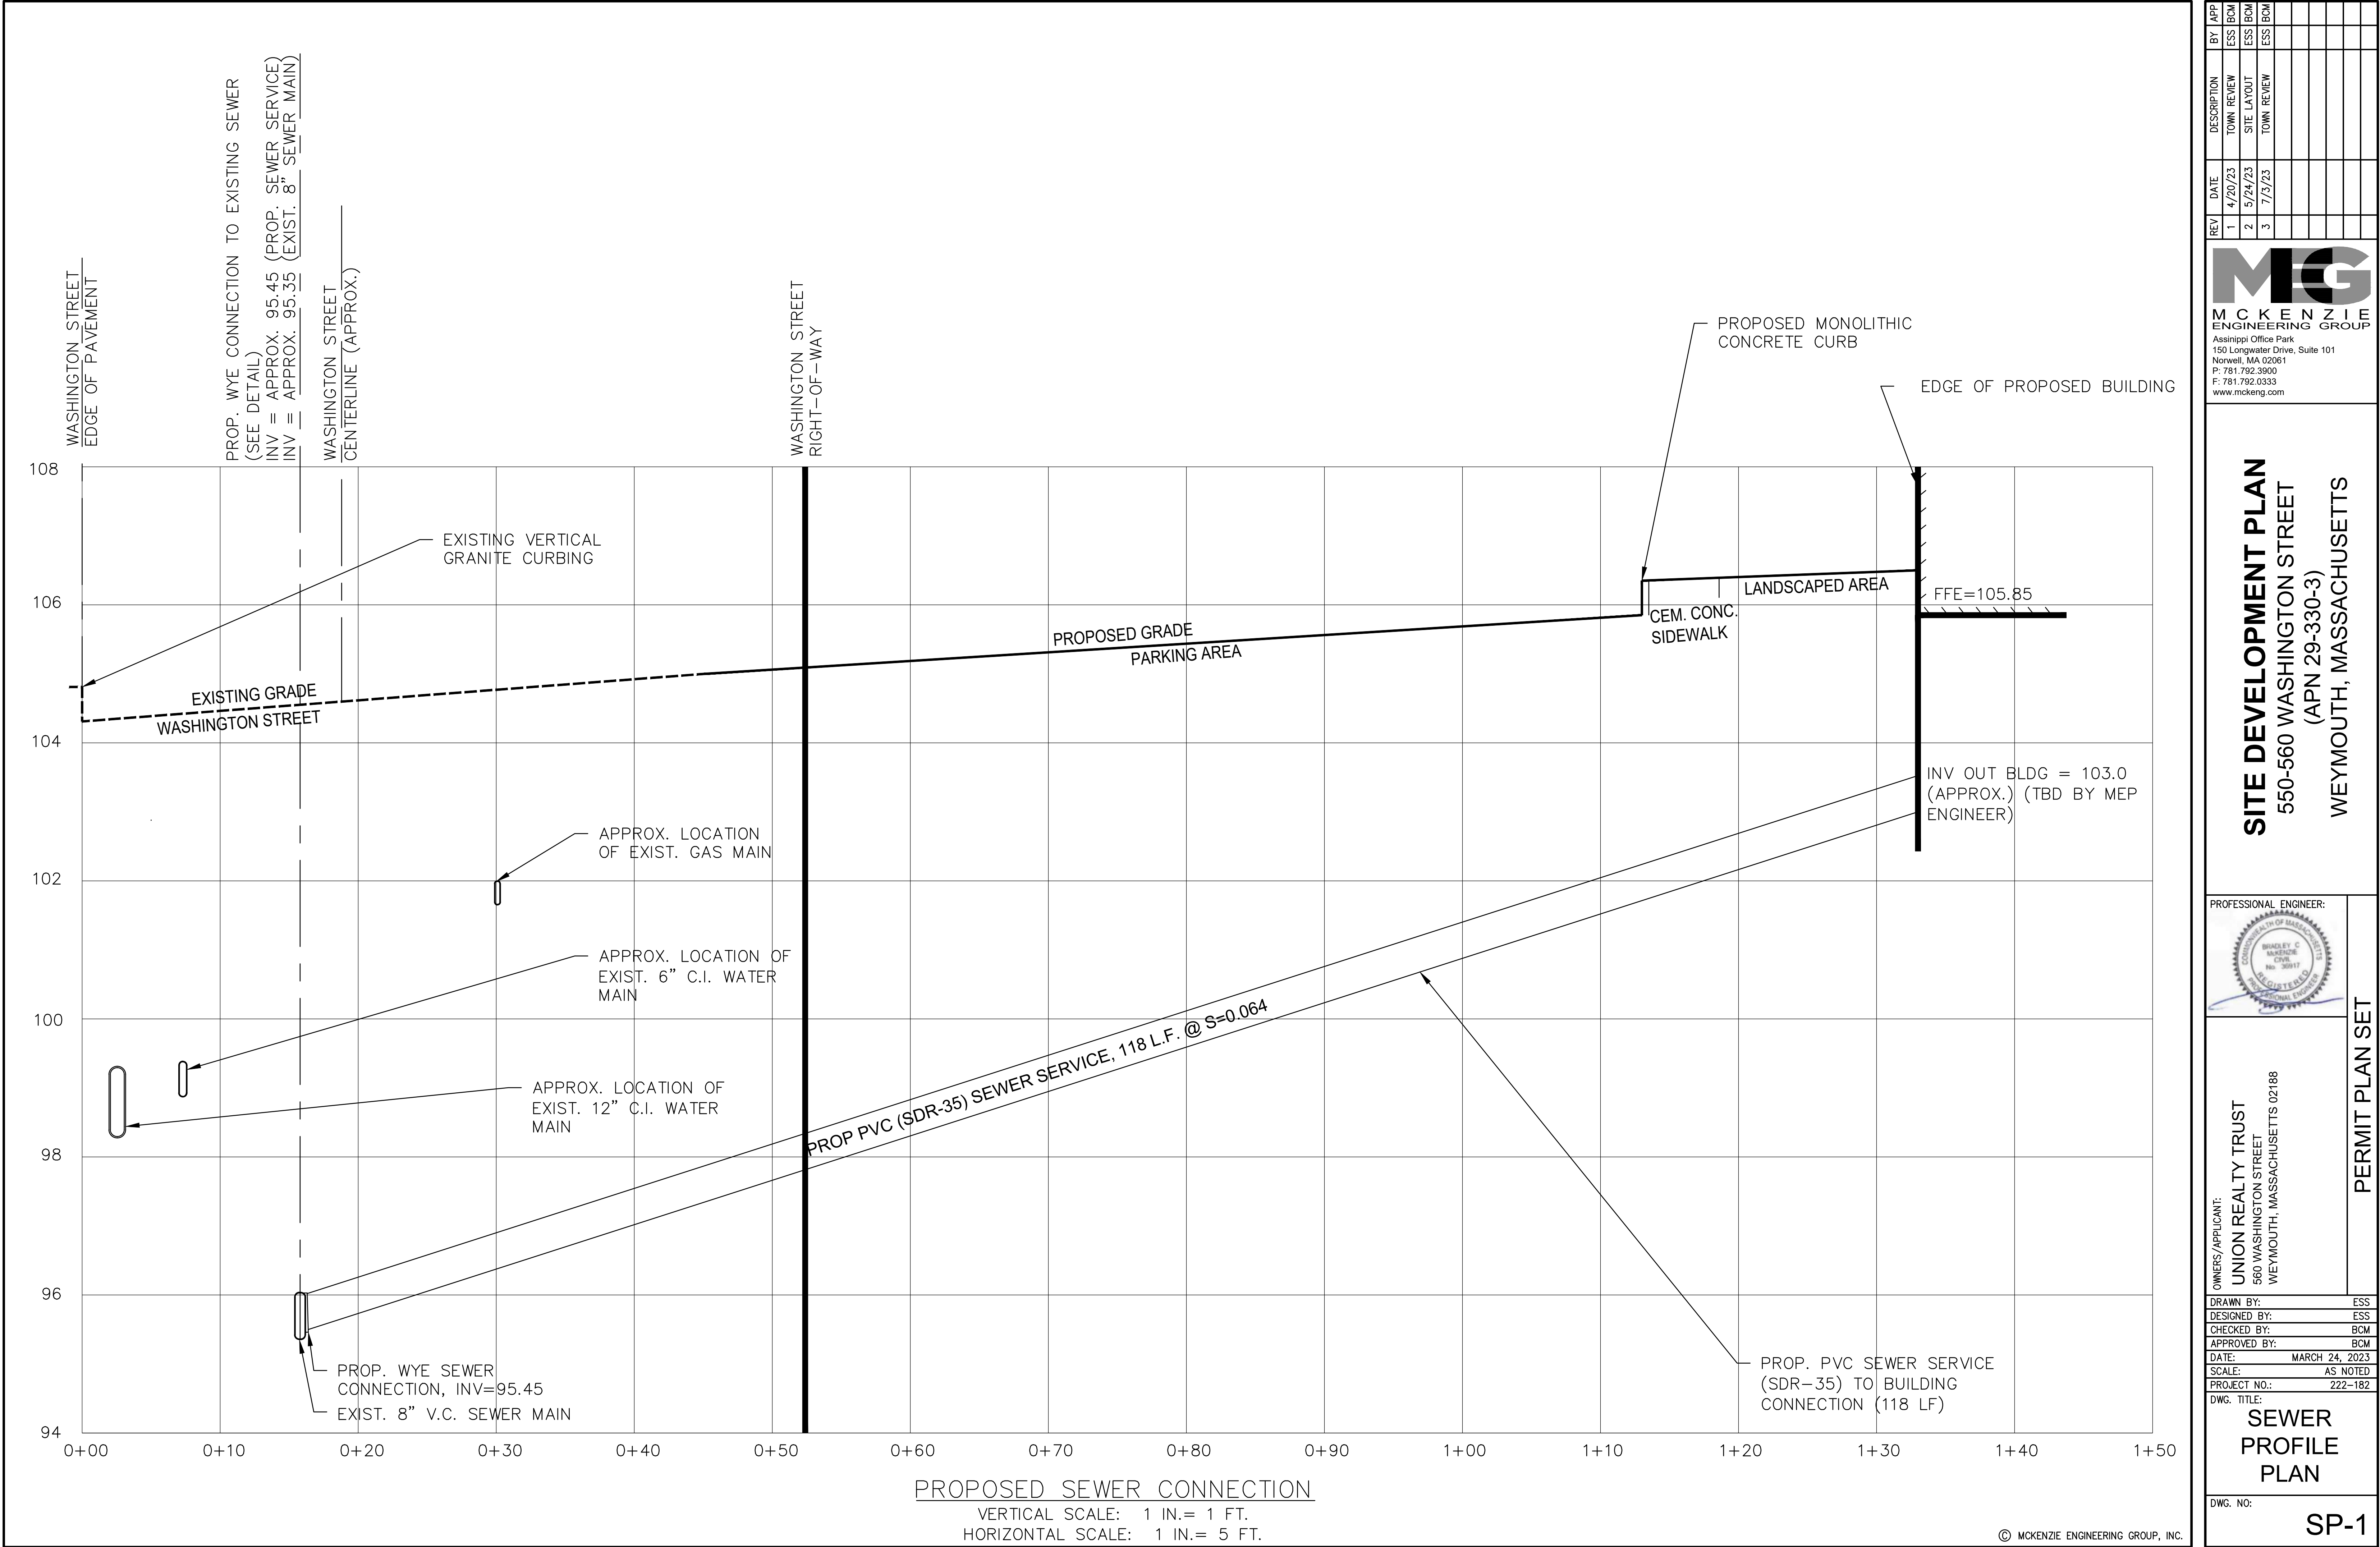 WASHINGTON STREET
EDGE OF PAVEMENT
PROP. WYE CONNECTION TO EXISTING SEWER
(SEE DETAIL)
INV = APPROX. 95.45 (PROP. SEWER SERVICE)
INV = APPROX. 95.35 (EXIST. 8" SEWER MAIN)
WASHINGTON STREET
CENTERLINE (APPROX.)
WASHINGTON STREET
RIGHT-OF-WAY
PROPOSED MONOLITHIC
CONCRETE CURB
EDGE OF PROPOSED BUILDING
108
106
104
102
100
98
96
94
EXISTING VERTICAL
GRANITE CURBING
EXISTING GRADE
WASHINGTON STREET
PROPOSED GRADE
PARKING AREA
CEM. CONC.
SIDEWALK
LANDSCAPED AREA
FFE=105.85
INV OUT BLDG = 103.0
(APPROX.) (TBD BY MEP
ENGINEER)
APPROX. LOCATION
OF EXIST. GAS MAIN
APPROX. LOCATION OF
EXIST. 6" C.I. WATER
MAIN
APPROX. LOCATION OF
EXIST. 12" C.I. WATER
MAIN
PROP PVC (SDR-35) SEWER SERVICE, 118 L.F. @ S=0.064
PROP. WYE SEWER
CONNECTION, INV=95.45
EXIST. 8" V.C. SEWER MAIN
PROP. PVC SEWER SERVICE
(SDR-35) TO BUILDING
CONNECTION (118 LF)
0+00 0+10 0+20 0+30 0+40 0+50 0+60 0+70 0+80 0+90 1+00 1+10 1+20 1+30 1+40 1+50
PROPOSED SEWER CONNECTION
VERTICAL SCALE: 1 IN.= 1 FT.
HORIZONTAL SCALE: 1 IN.= 5 FT.
© MCKENZIE ENGINEERING GROUP, INC.
REV DATE DESCRIPTION BY APP
1 4/20/23 TOWN REVIEW ESS BCM
2 5/24/23 SITE LAYOUT ESS BCM
3 7/3/23 TOWN REVIEW ESS BCM
MEG
MCKENZIE
ENGINEERING GROUP
Assinippi Office Park
150 Longwater Drive, Suite 101
Norwell, MA 02061
P: 781.792.3900
F: 781.792.0333
www.mckeng.com
SITE DEVELOPMENT PLAN
550-560 WASHINGTON STREET
(APN 29-330-3)
WEYMOUTH, MASSACHUSETTS
PROFESSIONAL ENGINEER:
COMMONWEALTH OF MASSACHUSETTS
BRADLEY C
McKENZIE
CIVIL
No. 36917
REGISTERED
PROFESSIONAL ENGINEER
PERMIT PLAN SET
OWNERS/APPLICANT:
UNION REALTY TRUST
560 WASHINGTON STREET
WEYMOUTH, MASSACHUSETTS 02188
DRAWN BY: ESS
DESIGNED BY: ESS
CHECKED BY: BCM
APPROVED BY: BCM
DATE: MARCH 24, 2023
SCALE: AS NOTED
PROJECT NO.: 222-182
DWG. TITLE:
SEWER
PROFILE
PLAN
DWG. NO:
SP-1